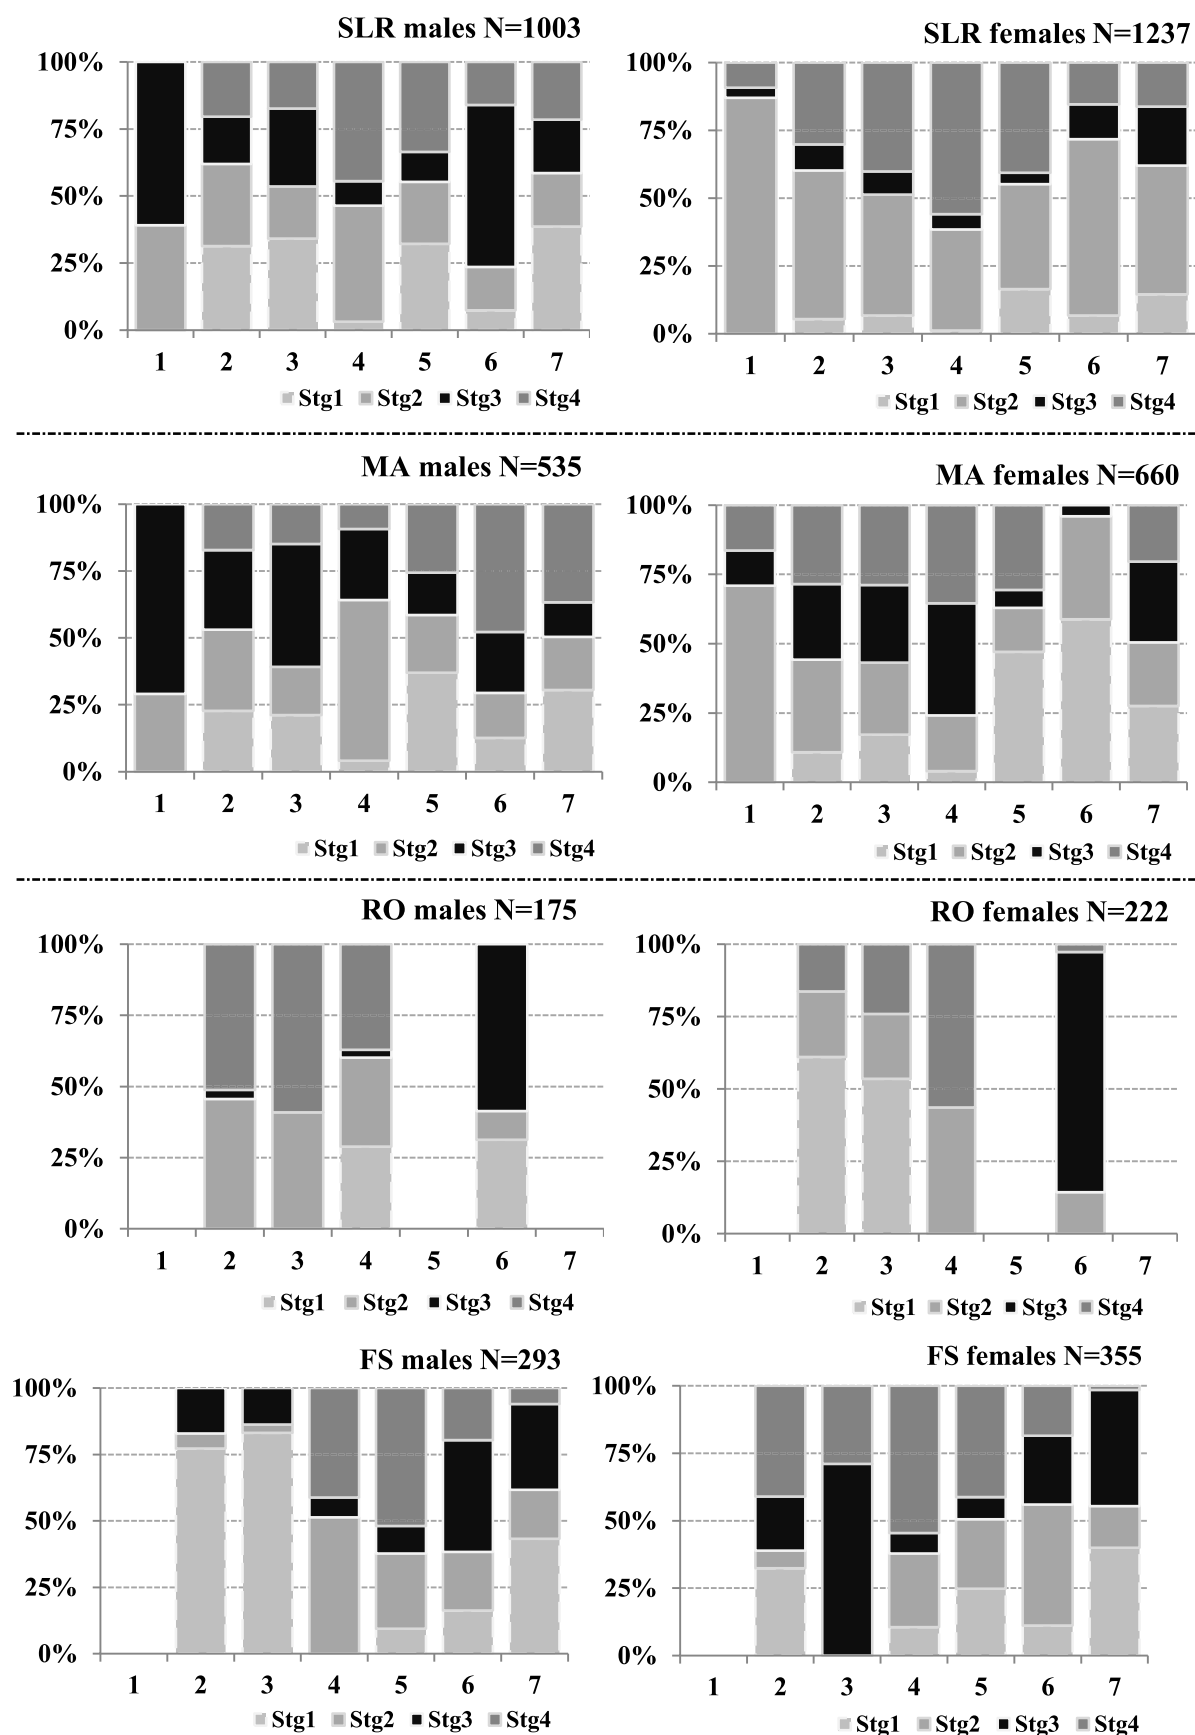 SLR males N=1003
100%
75%
50%
25%
0%
1 2 3 4 5 6 7
Stg1 Stg2 Stg3 Stg4
SLR females N=1237
100%
75%
50%
25%
0%
1 2 3 4 5 6 7
Stg1 Stg2 Stg3 Stg4
MA males N=535
100%
75%
50%
25%
0%
1 2 3 4 5 6 7
Stg1 Stg2 Stg3 Stg4
MA females N=660
100%
75%
50%
25%
0%
1 2 3 4 5 6 7
Stg1 Stg2 Stg3 Stg4
RO males N=175
100%
75%
50%
25%
0%
1 2 3 4 5 6 7
Stg1 Stg2 Stg3 Stg4
RO females N=222
100%
75%
50%
25%
0%
1 2 3 4 5 6 7
Stg1 Stg2 Stg3 Stg4
FS males N=293
100%
75%
50%
25%
0%
1 2 3 4 5 6 7
Stg1 Stg2 Stg3 Stg4
FS females N=355
100%
75%
50%
25%
0%
1 2 3 4 5 6 7
Stg1 Stg2 Stg3 Stg4